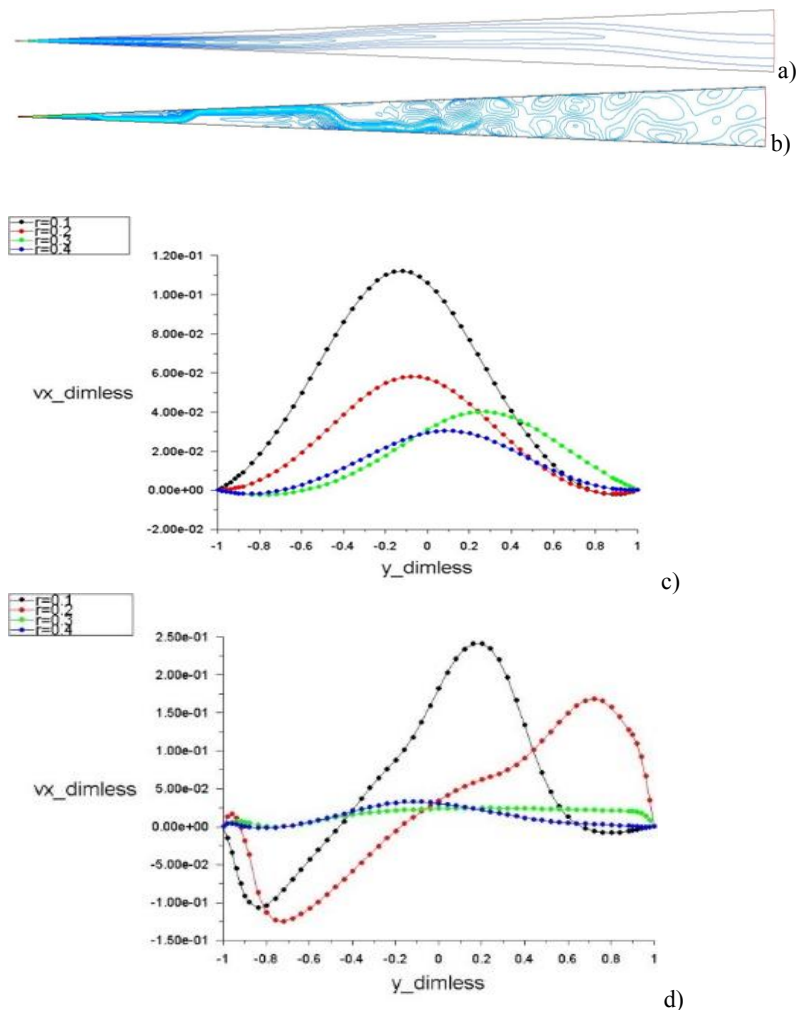 a)
b)
r=0.1
r=0.2
r=0.3
r=0.4
1.20e-01
1.00e-01
8.00e-02
6.00e-02
4.00e-02
2.00e-02
0.00e+00
-2.00e-02
vx_dimless
-1 -0.8 -0.6 -0.4 -0.2 0 0.2 0.4 0.6 0.8 1
y_dimless
c)
r=0.1
r=0.2
r=0.3
r=0.4
2.50e-01
2.00e-01
1.50e-01
1.00e-01
5.00e-02
0.00e+00
-5.00e-02
-1.00e-01
-1.50e-01
vx_dimless
-1 -0.8 -0.6 -0.4 -0.2 0 0.2 0.4 0.6 0.8 1
y_dimless
d)